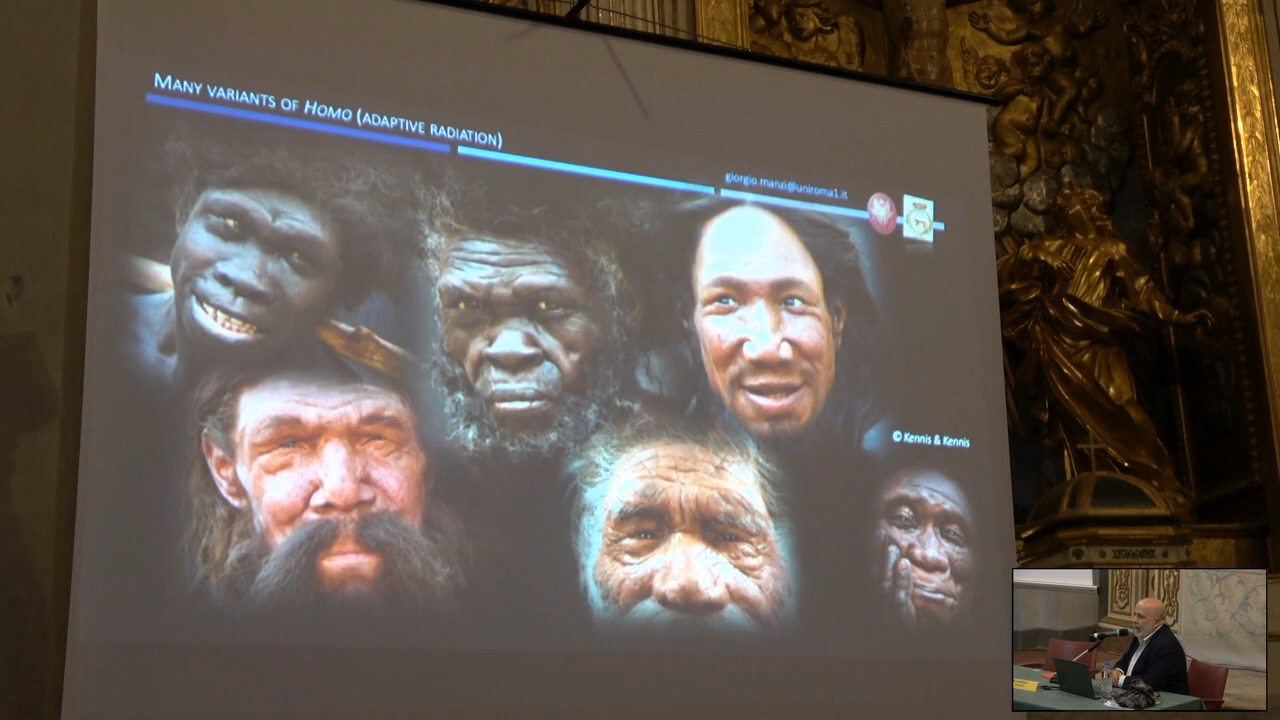 MANY VARIANTS OF HOMO (ADAPTIVE RADIATION)
giorgio.manzi@uniroma1.it
© Kennis & Kennis